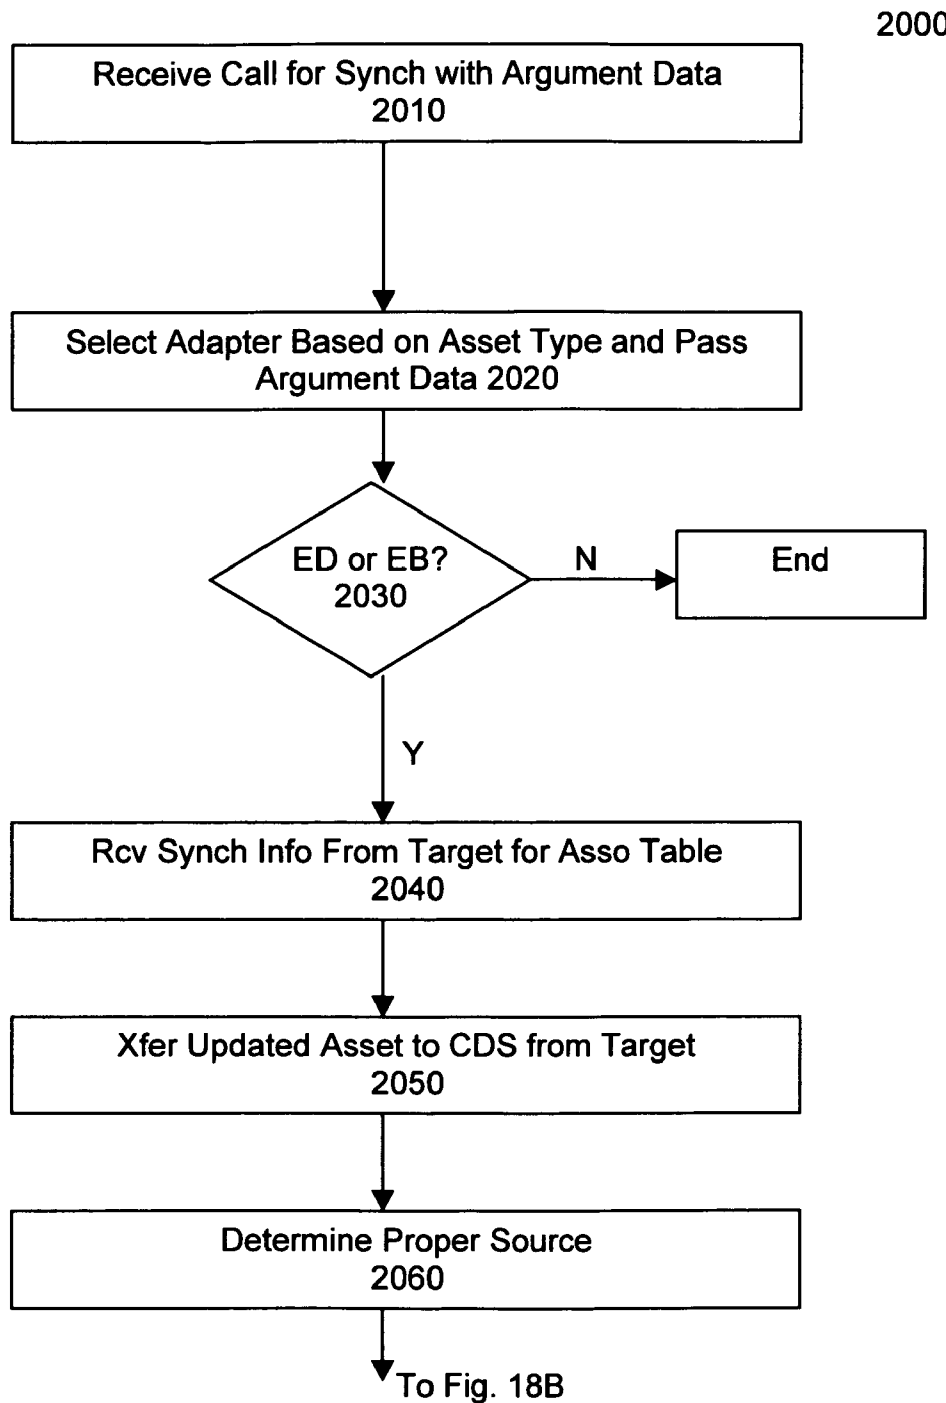 2000
Receive Call for Synch with Argument Data
2010
Select Adapter Based on Asset Type and Pass
Argument Data 2020
ED or EB?
2030
N
End
Y
Rcv Synch Info From Target for Asso Table
2040
Xfer Updated Asset to CDS from Target
2050
Determine Proper Source
2060
To Fig. 18B